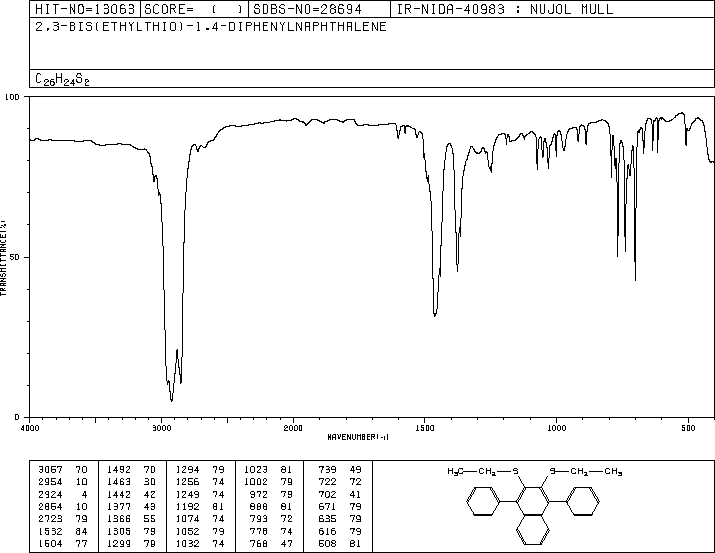 HIT-NO=13063 SCORE= ( ) SDBS-NO=28694 IR-NIDA-40983 : NUJOL MULL
2,3-BIS(ETHYLTHIO)-1,4-DIPHENYLNAPHTHALENE
C26H24S2
100
50
0
TRANSMITTANCE(%)
4000 3000 2000 1500 1000 500
WAVENUMBER(-1)
3067 70 1492 70 1294 79 1023 81 739 49
2954 10 1463 30 1256 74 1002 79 722 72
2924 4 1442 42 1249 74 972 79 702 41
2864 10 1377 43 1192 81 888 81 671 79
2723 79 1366 55 1074 74 793 72 635 79
1532 84 1305 79 1052 79 778 74 616 79
1504 77 1299 79 1032 74 768 47 508 81
H3C CH2 S S CH2 CH3